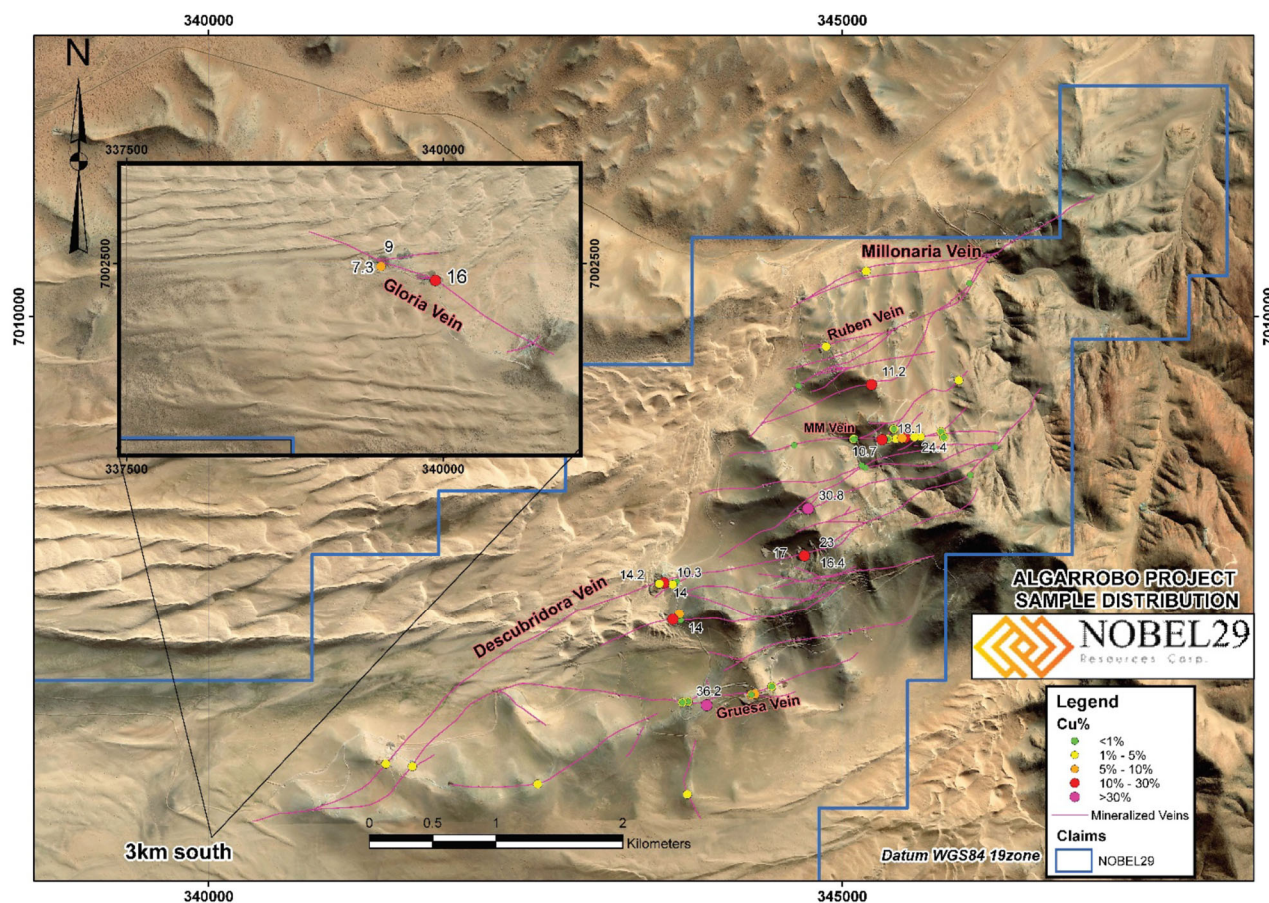 340000
345000
N
337500
340000
7002500
7002500
9
7.3
16
Gloria Vein
337500
340000
7010000
7010000
Millonaria Vein
Ruben Vein
11.2
MM Vein
18.1
10.7
24.4
30.8
23
17
16.4
14.2
10.3
14
Descubridora Vein
14
36.2
Gruesa Vein
ALGARROBO PROJECT
SAMPLE DISTRIBUTION
NOBEL29
Resources Corp.
Legend
Cu%
<1%
1% - 5%
5% - 10%
10% - 30%
>30%
Mineralized Veins
Claims
NOBEL29
0
0.5
1
2
Kilometers
3km south
Datum WGS84 19zone
340000
345000